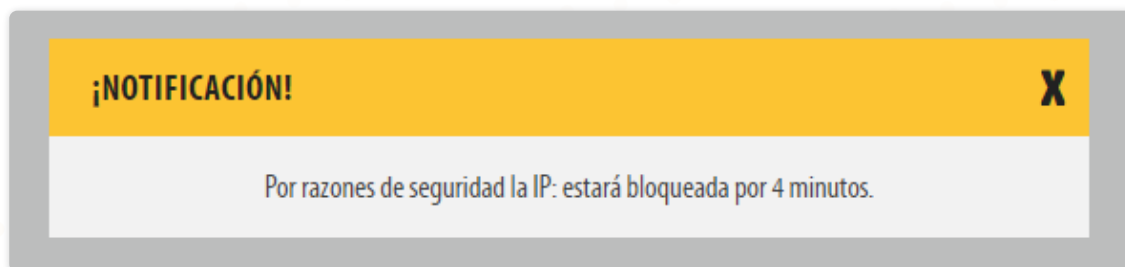 ¡NOTIFICACIÓN!
X
Por razones de seguridad la IP: estará bloqueada por 4 minutos.